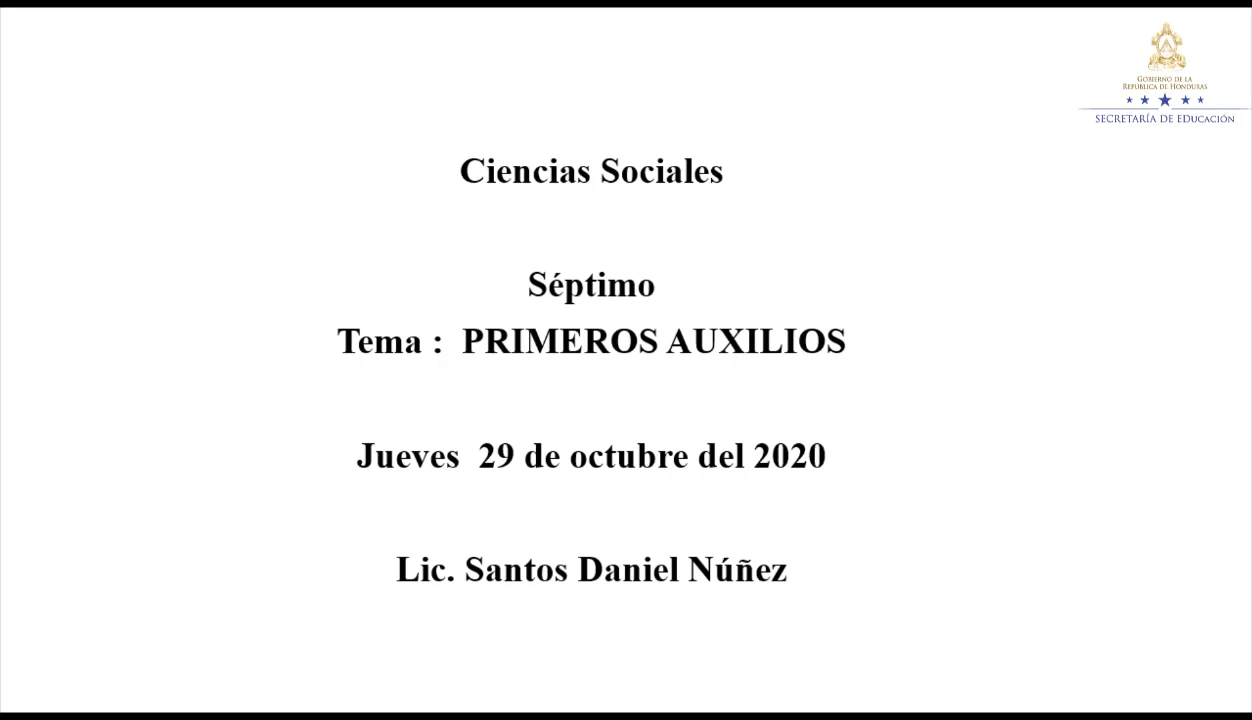 GOBIERNO DE LA
REPÚBLICA DE HONDURAS
SECRETARÍA DE EDUCACIÓN
Ciencias Sociales
Séptimo
Tema :  PRIMEROS AUXILIOS
Jueves  29 de octubre del 2020
Lic. Santos Daniel Núñez